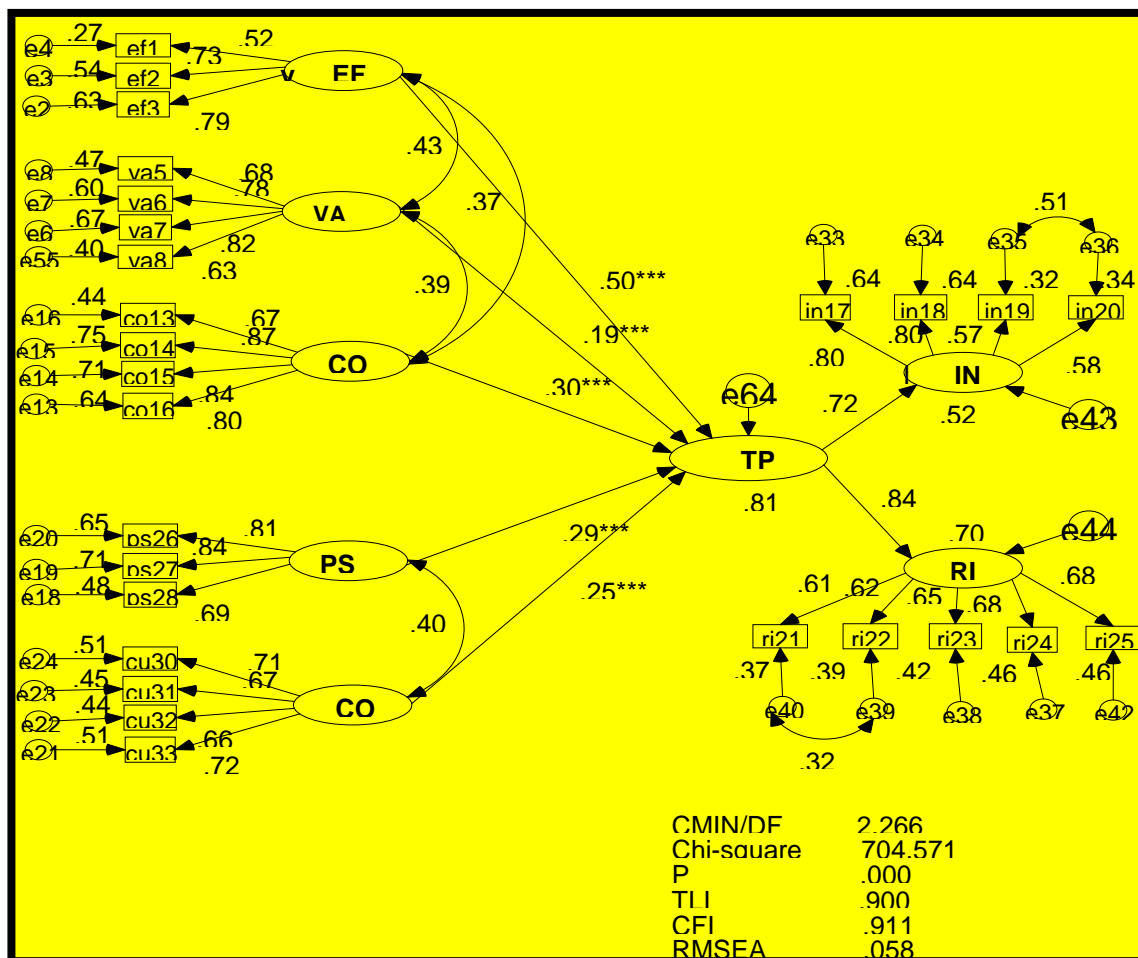 e4 .27 ef1 .52
e3 .54 ef2 .73
v EF
e2 .63 ef3
.79
.43
e8 .47 va5 .68
e7 .60 va6 .78
VA
.37
e6 .67 va7
.82
e55 .40 va8
.63
.39
.50***
.19***
e16 .44 co13 .67
e15 .75 co14 .87
CO
e14 .71 co15
.84
e13 .64 co16
.80
.30***
e64
TP
.81
.51
e33 e34 e35 e36
.64 .64 .32 .34
in17 in18 in19 in20
.80 .80 .57 .58
IN
.72 .52 e43
.84
e20 .65 ps26 .81
e19 .71 ps27 .84
PS
e18 .48 ps28
.69
.29***
.25***
.40
e24 .51 cu30 .71
e23 .45 cu31 .67
CO
e22 .44 cu32
.66
e21 .51 cu33
.72
.70 e44
RI
.61 .62 .65 .68 .68
ri21 ri22 ri23 ri24 ri25
.37 .39 .42 .46 .46
e40 e39 e38 e37 e42
.32
CMIN/DF 2.266
Chi-square 704.571
P .000
TLI .900
CFI .911
RMSEA .058